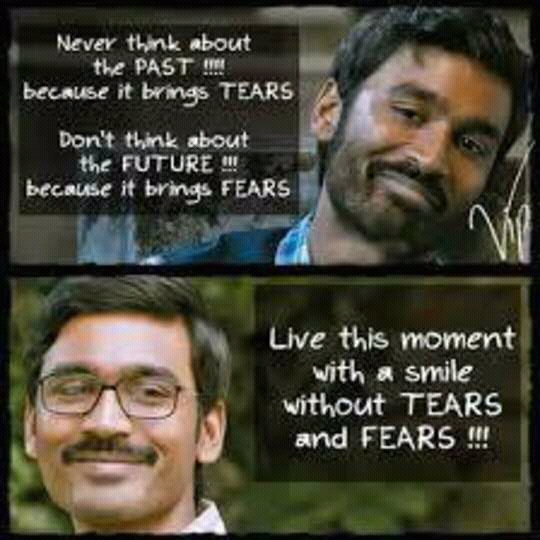 Never think about
the PAST !!!!
because it brings TEARS
Don't think about
the FUTURE !!!
because it brings FEARS
Live this moment
with a smile
without TEARS
and FEARS !!!